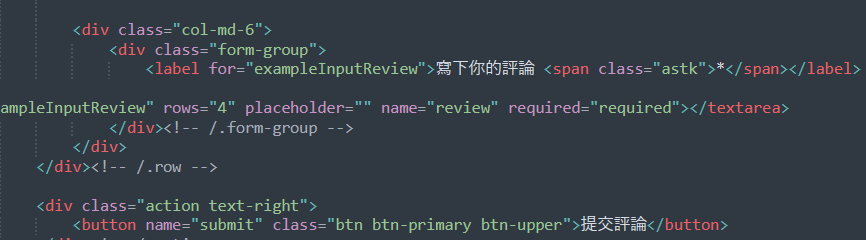 <div class="col-md-6">
<div class="form-group">
<label for="exampleInputReview">寫下你的評論 <span class="astk">*</span></label>
ampleInputReview" rows="4" placeholder="" name="review" required="required"></textarea>
</div><!-- /.form-group -->
</div>
</div><!-- /.row -->
<div class="action text-right">
<button name="submit" class="btn btn-primary btn-upper">提交評論</button>